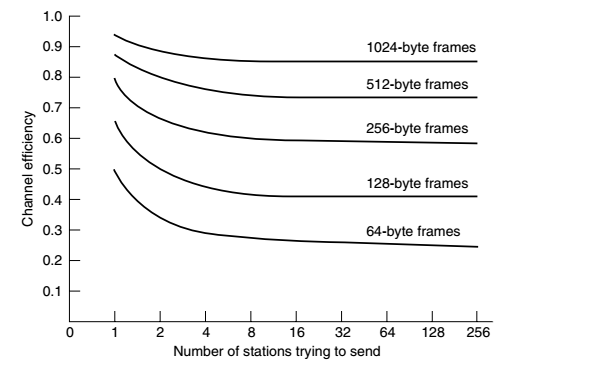 1.0
0.9
0.8
0.7
0.6
0.5
0.4
0.3
0.2
0.1
Channel efficiency
1024-byte frames
512-byte frames
256-byte frames
128-byte frames
64-byte frames
0 1 2 4 8 16 32 64 128 256
Number of stations trying to send